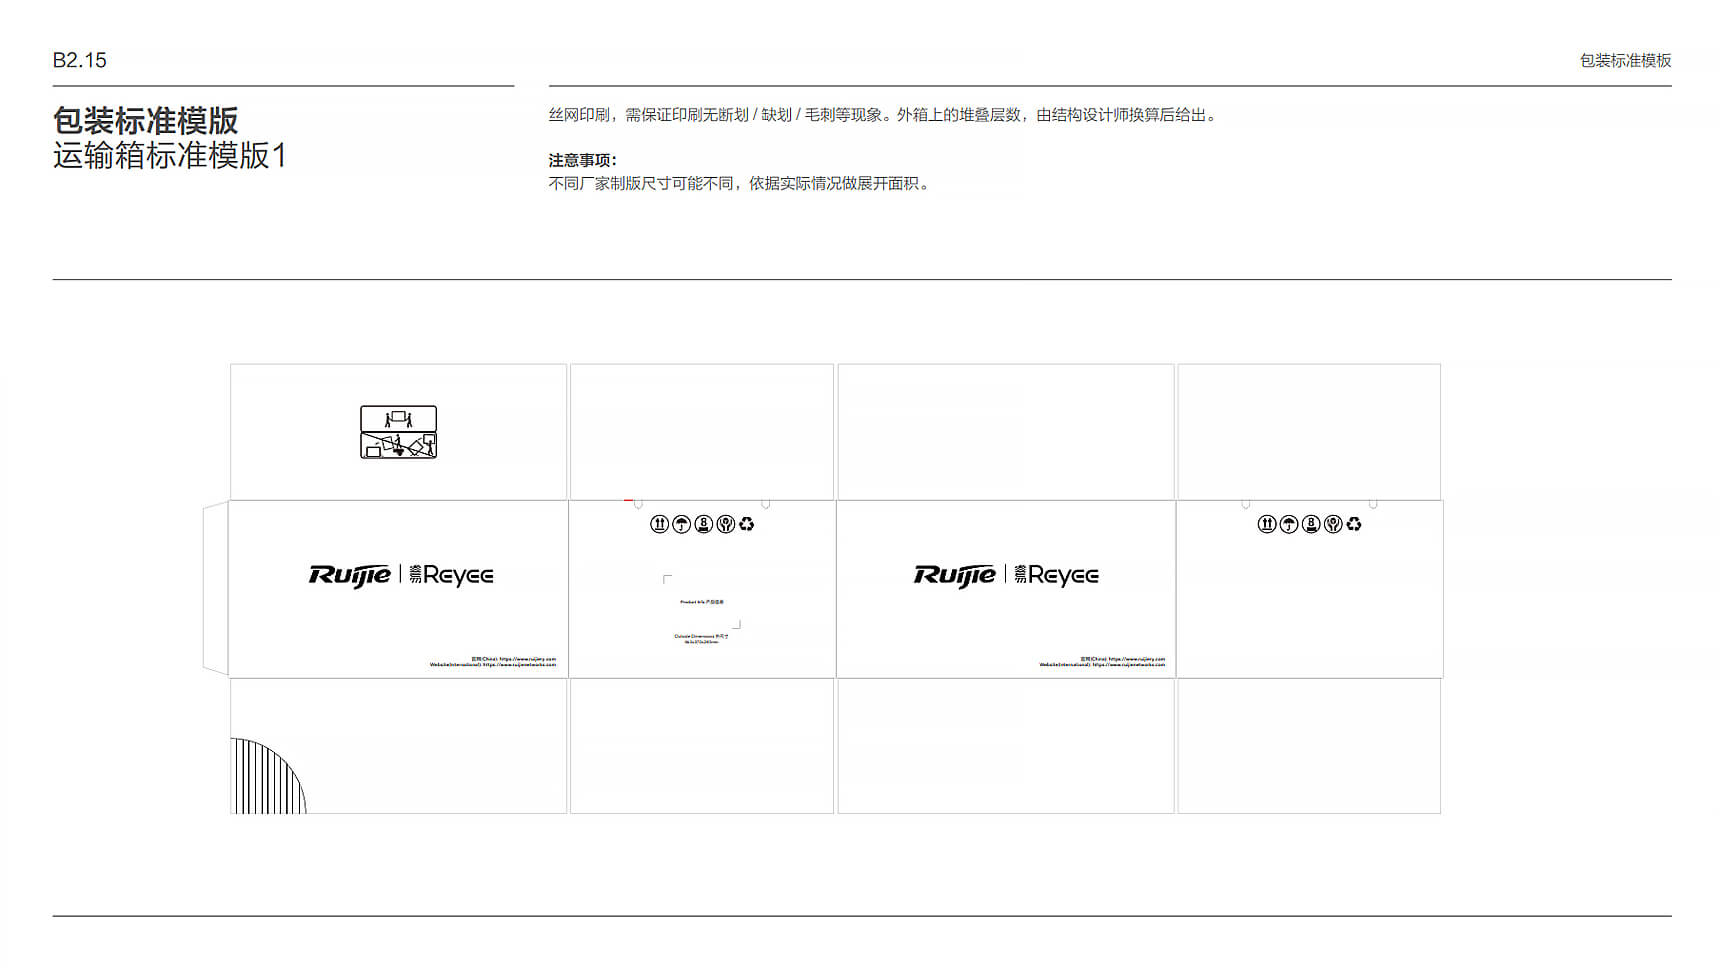 B2.15
包装标准模板
包装标准模版
运输箱标准模版1
丝网印刷，需保证印刷无断划 / 缺划 / 毛刺等现象。外箱上的堆叠层数，由结构设计师换算后给出。
注意事项：
不同厂家制版尺寸可能不同，依据实际情况做展开面积。
8
8
Ruijie | 睿易 Reyee
Ruijie | 睿易 Reyee
Product Info 产品信息
Outside Dimensions 外尺寸
官网(China): https://www.ruijiery.com
Website(International): https://www.ruijienetworks.com
官网(China): https://www.ruijiery.com
Website(International): https://www.ruijienetworks.com